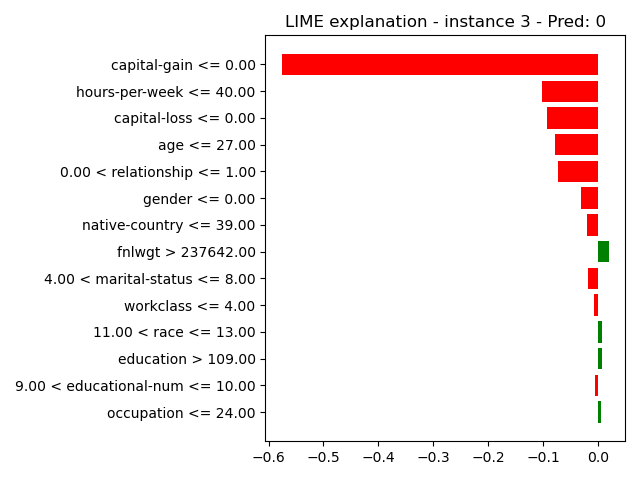 LIME explanation - instance 3 - Pred: 0
capital-gain <= 0.00
hours-per-week <= 40.00
capital-loss <= 0.00
age <= 27.00
0.00 < relationship <= 1.00
gender <= 0.00
native-country <= 39.00
fnlwgt > 237642.00
4.00 < marital-status <= 8.00
workclass <= 4.00
11.00 < race <= 13.00
education > 109.00
9.00 < educational-num <= 10.00
occupation <= 24.00
−0.6 −0.5 −0.4 −0.3 −0.2 −0.1 0.0